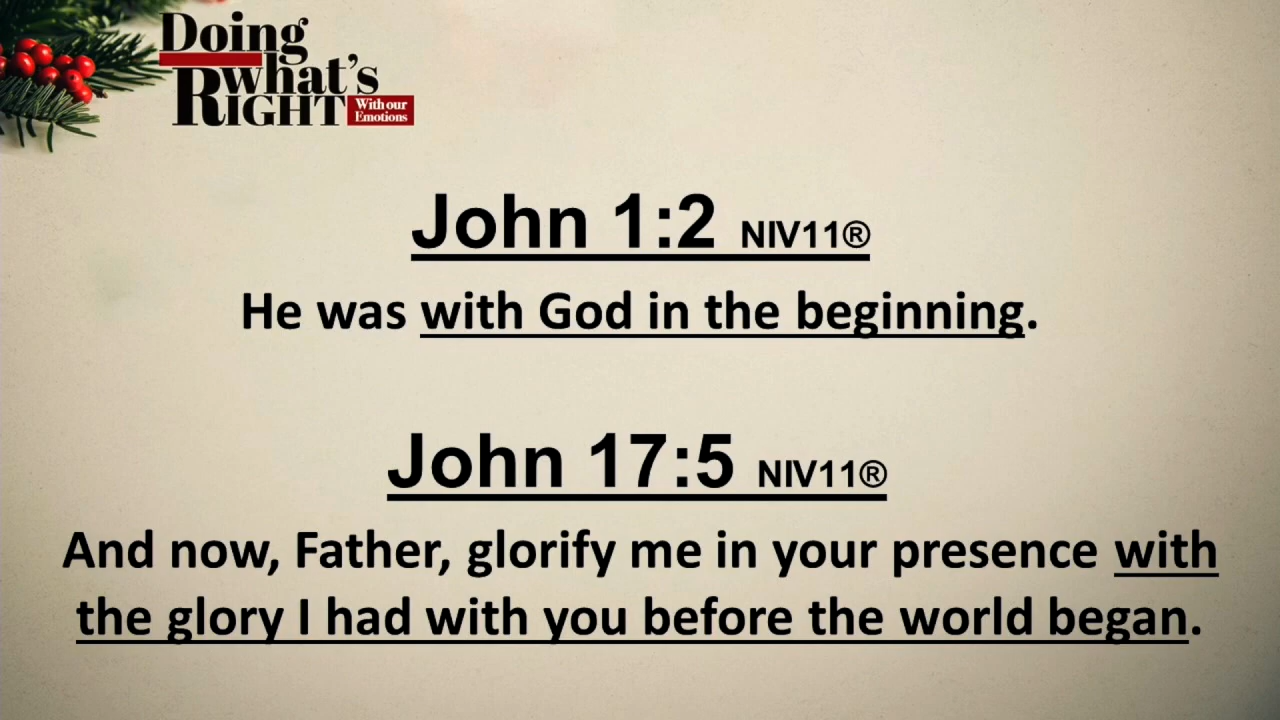 Doing
what's
RIGHT
With our
Emotions
John 1:2 NIV11®
He was with God in the beginning.
John 17:5 NIV11®
And now, Father, glorify me in your presence with
the glory I had with you before the world began.